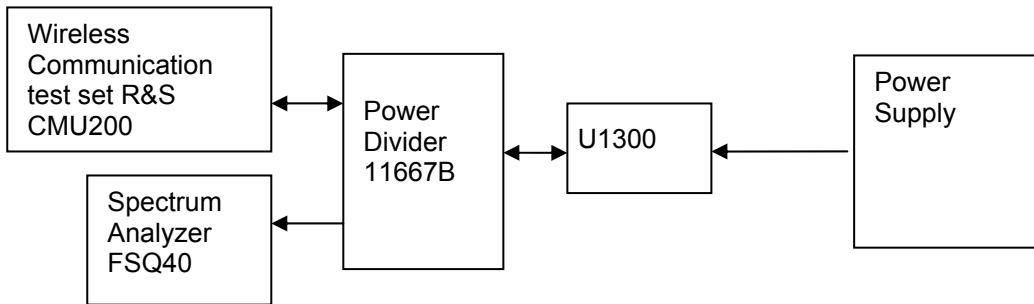 Wireless
Communication
test set R&S
CMU200
Power
Divider
11667B
U1300
Power
Supply
Spectrum
Analyzer
FSQ40